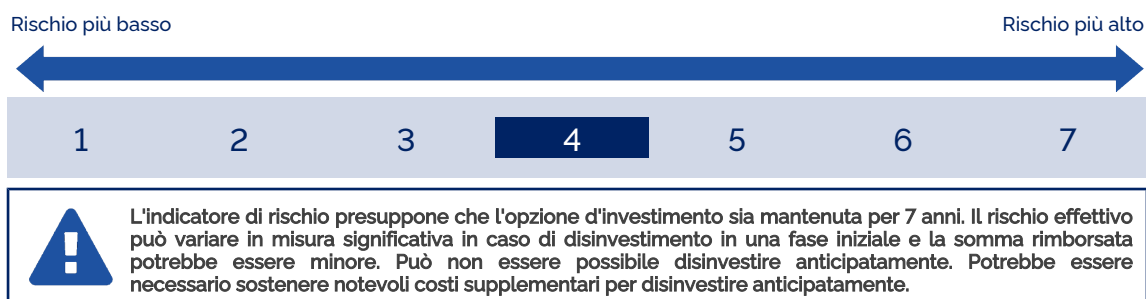 Rischio più basso Rischio più alto
1 2 3 4 5 6 7
L'indicatore di rischio presuppone che l'opzione d'investimento sia mantenuta per 7 anni. Il rischio effettivo
può variare in misura significativa in caso di disinvestimento in una fase iniziale e la somma rimborsata
potrebbe essere minore. Può non essere possibile disinvestire anticipatamente. Potrebbe essere
necessario sostenere notevoli costi supplementari per disinvestire anticipatamente.